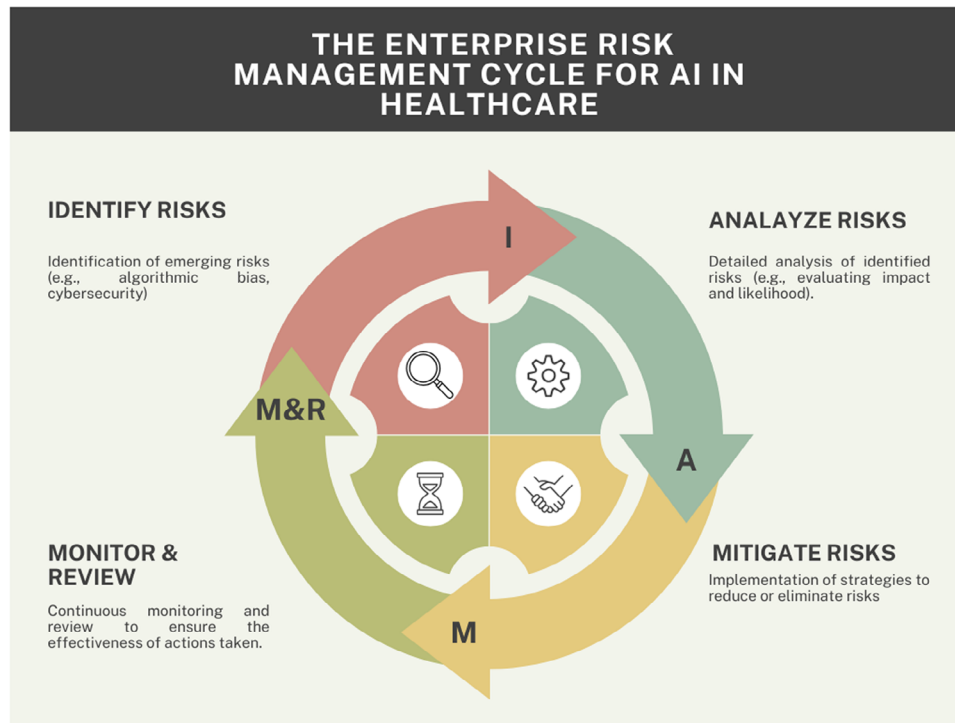 THE ENTERPRISE RISK
MANAGEMENT CYCLE FOR AI IN
HEALTHCARE
IDENTIFY RISKS
Identification of emerging risks
(e.g., algorithmic bias,
cybersecurity)
I
ANALAYZE RISKS
Detailed analysis of identified
risks (e.g., evaluating impact
and likelihood).
M&R
A
MONITOR &
REVIEW
Continuous monitoring and
review to ensure the
effectiveness of actions taken.
M
MITIGATE RISKS
Implementation of strategies to
reduce or eliminate risks